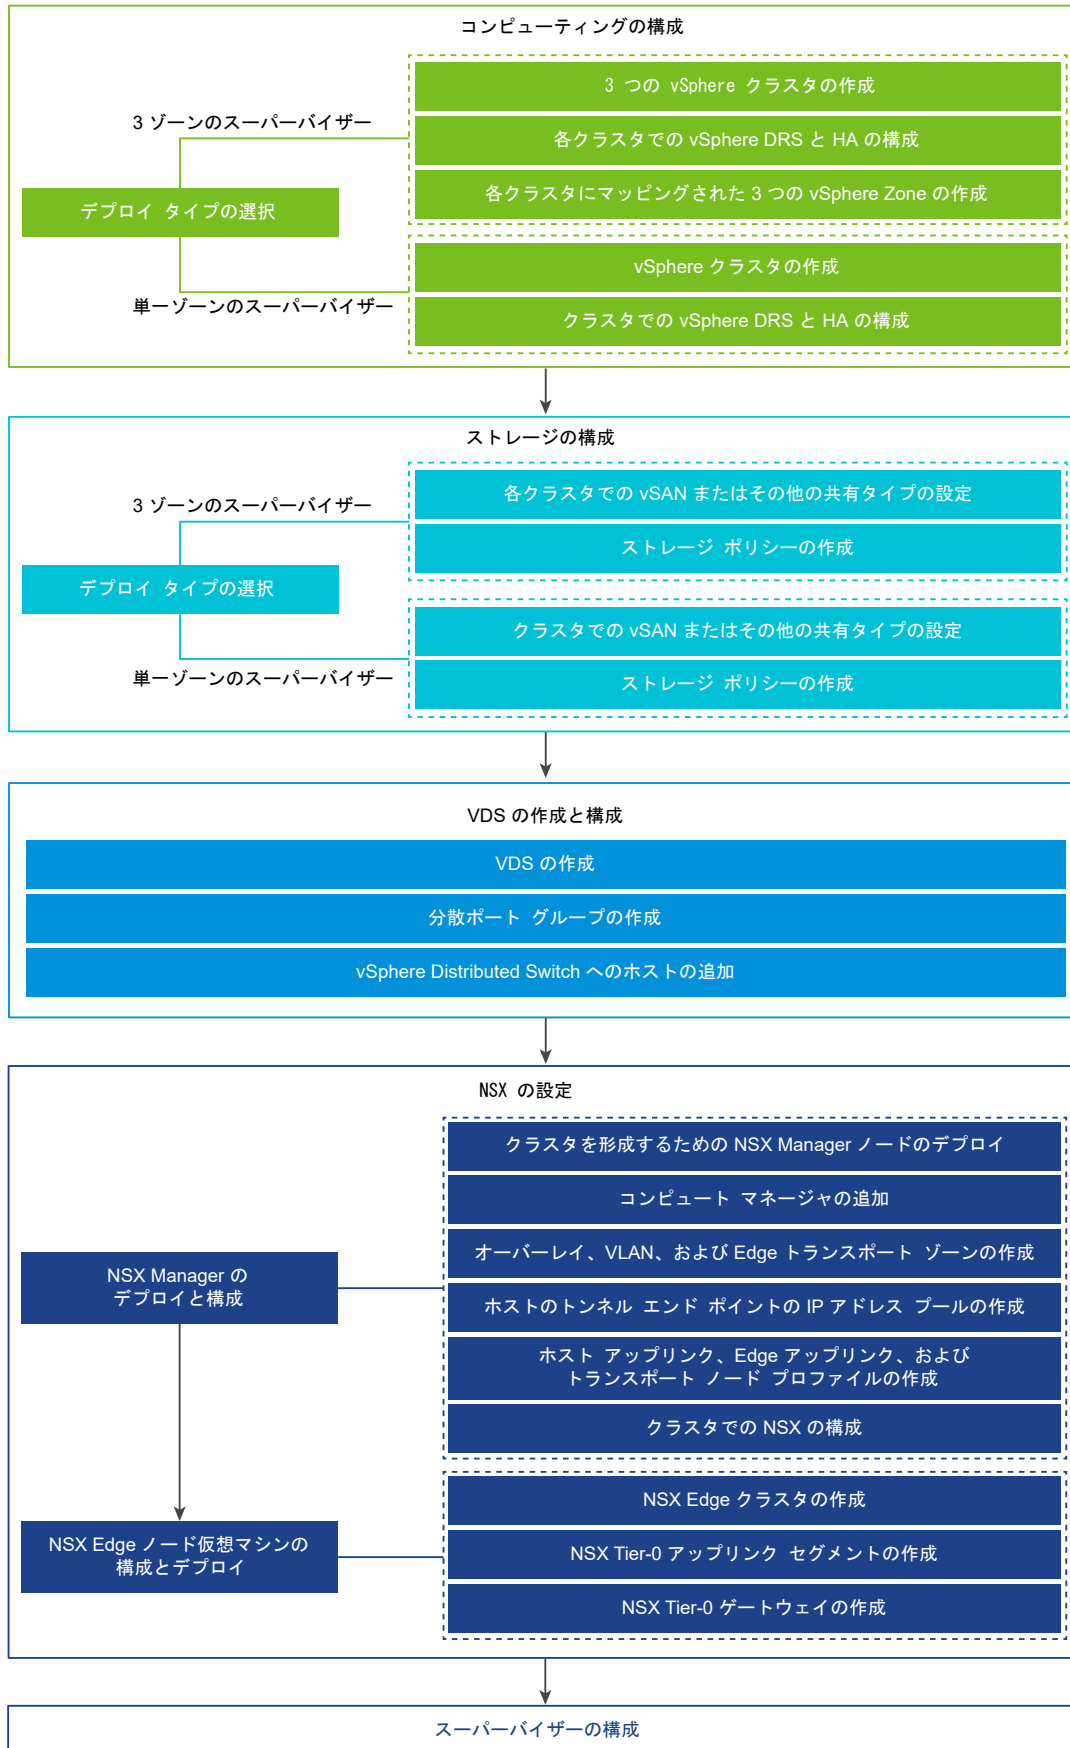 コンピューティングの構成
3 つの vSphere クラスタの作成
3 ゾーンのスーパーバイザー
各クラスタでの vSphere DRS と HA の構成
各クラスタにマッピングされた 3 つの vSphere Zone の作成
デプロイ タイプの選択
vSphere クラスタの作成
単一ゾーンのスーパーバイザー
クラスタでの vSphere DRS と HA の構成
ストレージの構成
各クラスタでの vSAN またはその他の共有タイプの設定
3 ゾーンのスーパーバイザー
ストレージ ポリシーの作成
デプロイ タイプの選択
クラスタでの vSAN またはその他の共有タイプの設定
単一ゾーンのスーパーバイザー
ストレージ ポリシーの作成
VDS の作成と構成
VDS の作成
分散ポート グループの作成
vSphere Distributed Switch へのホストの追加
NSX の設定
クラスタを形成するための NSX Manager ノードのデプロイ
コンピュート マネージャの追加
オーバーレイ、VLAN、および Edge トランスポート ゾーンの作成
NSX Manager の
デプロイと構成
ホストのトンネル エンド ポイントの IP アドレス プールの作成
ホスト アップリンク、Edge アップリンク、および
トランスポート ノード プロファイルの作成
クラスタでの NSX の構成
NSX Edge クラスタの作成
NSX Edge ノード仮想マシンの
構成とデプロイ
NSX Tier-0 アップリンク セグメントの作成
NSX Tier-0 ゲートウェイの作成
スーパーバイザーの構成